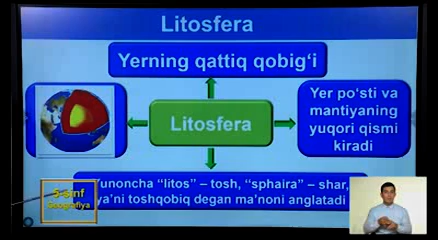 Litosfera
Yerning qattiq qobig‘i
Litosfera
Yer po‘sti va
mantiyaning
yuqori qismi
kiradi
Yunoncha “litos” – tosh, “sphaira” – shar,
ya’ni toshqobiq degan ma’noni anglatadi
5-sinf
Geografiya